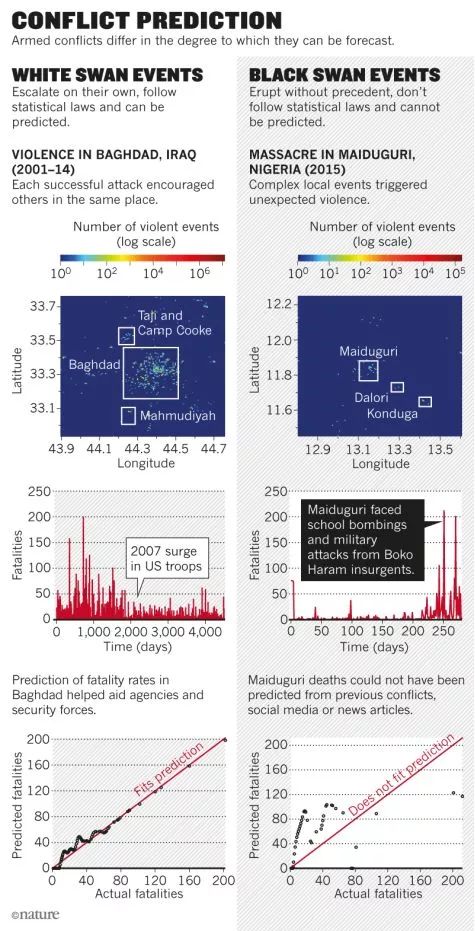 CONFLICT PREDICTION
Armed conflicts differ in the degree to which they can be forecast.
WHITE SWAN EVENTS
Escalate on their own, follow
statistical laws and can be
predicted.
VIOLENCE IN BAGHDAD, IRAQ
(2001–14)
Each successful attack encouraged
others in the same place.
Number of violent events
(log scale)
10⁰ 10² 10⁴ 10⁶
33.7
33.5
33.3
33.1
Latitude
Taji and
Camp Cooke
Baghdad
Mahmudiyah
43.9 44.1 44.3 44.5 44.7
Longitude
250
200
150
100
50
0
Fatalities
2007 surge
in US troops
0 1,000 2,000 3,000 4,000
Time (days)
Prediction of fatality rates in
Baghdad helped aid agencies and
security forces.
200
160
120
80
40
0
Predicted fatalities
Fits prediction
0 40 80 120 160 200
Actual fatalities
BLACK SWAN EVENTS
Erupt without precedent, don't
follow statistical laws and cannot
be predicted.
MASSACRE IN MAIDUGURI,
NIGERIA (2015)
Complex local events triggered
unexpected violence.
Number of violent events
(log scale)
10⁰ 10¹ 10² 10³ 10⁴ 10⁵
12.2
12.0
11.8
11.6
Latitude
Maiduguri
Dalori
Konduga
12.9 13.1 13.3 13.5
Longitude
250
200
150
100
50
0
Fatalities
Maiduguri faced
school bombings
and military
attacks from Boko
Haram insurgents.
0 50 100 150 200 250
Time (days)
Maiduguri deaths could not have been
predicted from previous conflicts,
social media or news articles.
200
160
120
80
40
0
Predicted fatalities
Does not fit prediction
0 40 80 120 160 200
Actual fatalities
©nature